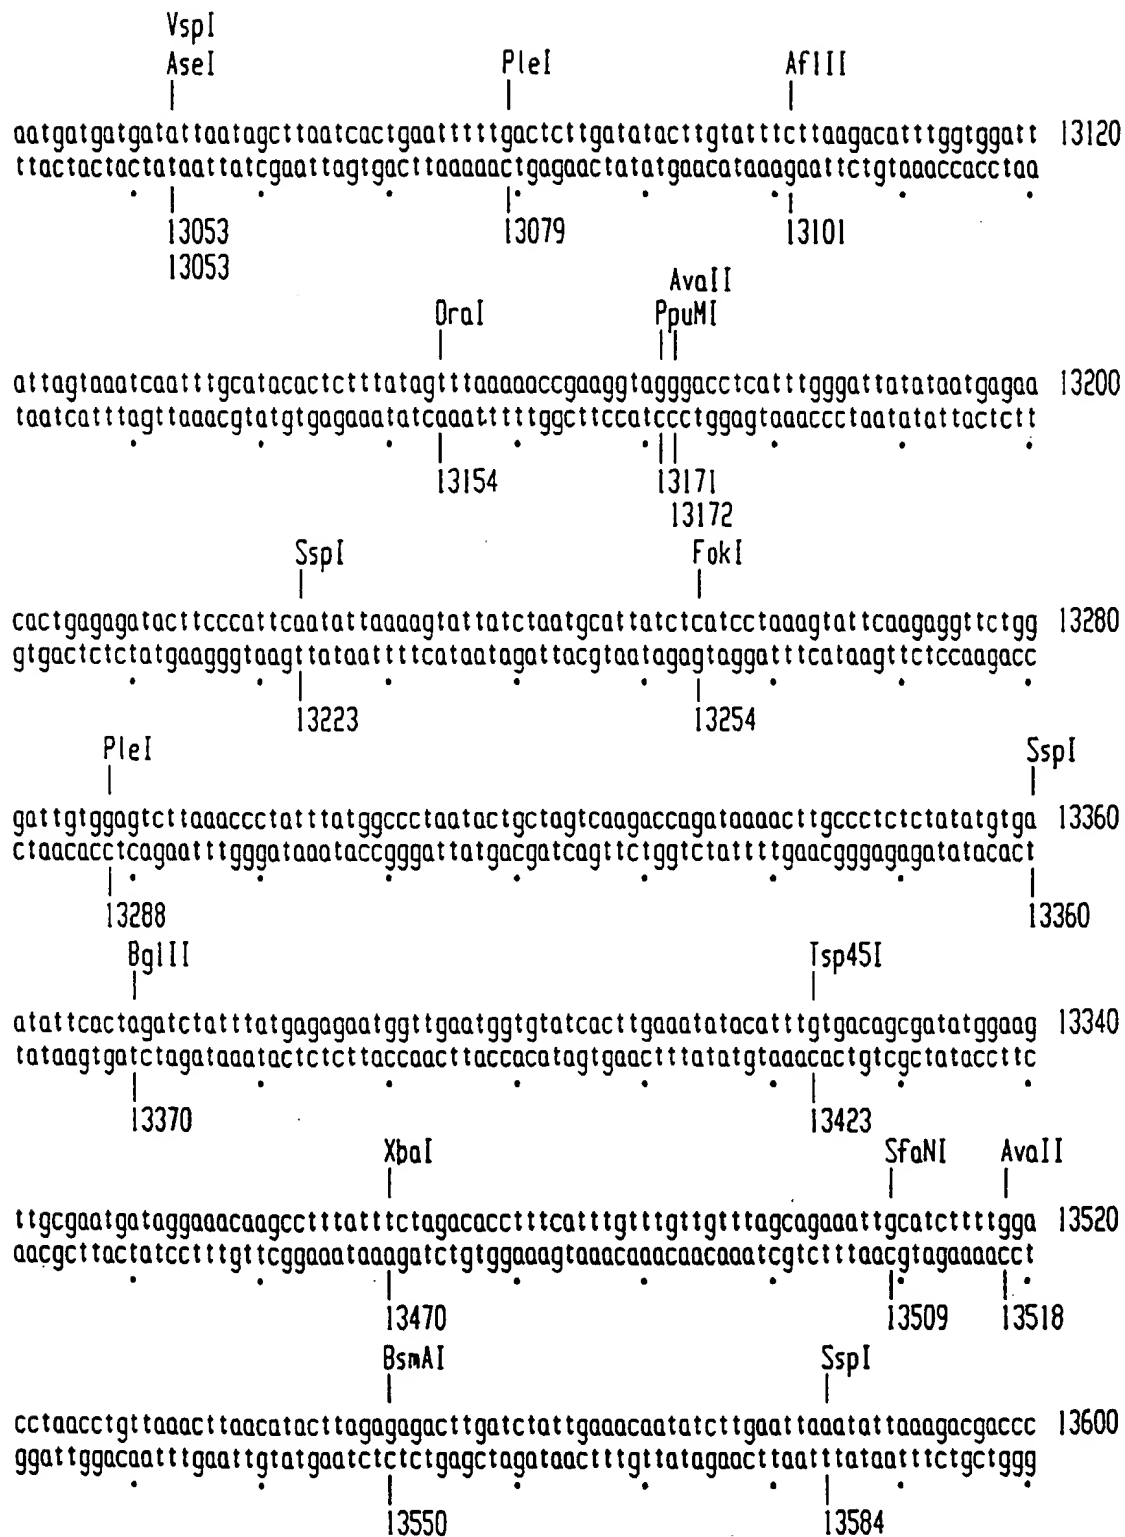 VspI
AseI PleI AflII
aatgatgatgatattaatagcttaatcactgaatttttgactcttgatatacttgtatttcttaagacatttggtggatt 13120
ttactactactataattatcgaattagtgacttaaaaactgagaactatatgaacataaagaattctgtaaaccacctaa
13053 13079 13101
13053
AvaII
DraI PpuMI
attagtaaatcaatttgcatacactctttatagtttaaaaaccgaaggtagggacctcatttgggattatataatgagaa 13200
taatcatttagttaaacgtatgtgagaaatatcaaatttttggcttccatccctggagtaaaccctaatatattactctt
13154 13171
13172
SspI FokI
cactgagagatacttcccattcaatattaaaagtattatctaatgcattatctcatcctaaagtattcaagaggttctgg 13280
gtgactctctatgaagggtaagttataattttcataatagattacgtaatagagtaggatttcataagttctccaagacc
13223 13254
PleI SspI
gattgtggagtcttaaaccctatttatggccctaatactgctagtcaagaccagataaaacttgccctctctatatgtga 13360
ctaacacctcagaatttgggataaataccgggattatgacgatcagttctggtctattttgaacgggagagatatacact
13288 13360
BglII Tsp45I
atattcactagatctatttatgagagaatggttgaatggtgtatcacttgaaatatacatttgtgacagcgatatggaag 13340
tataagtgatctagataaatactctcttaccaacttaccacatagtgaactttatatgtaaacactgtcgctataccttc
13370 13423
XbaI SfaNI AvaII
ttgcgaatgataggaaacaagcctttatttctagacacctttcatttgtttgttgtttagcagaaattgcatcttttgga 13520
aacgcttactatcctttgttcggaaataaagatctgtggaaagtaaacaaacaacaaatcgtctttaacgtagaaaacct
13470 13509 13518
BsmAI SspI
cctaacctgttaaacttaacatacttagagagacttgatctattgaaacaatatcttgaattaaatattaaagacgaccc 13600
ggattggacaatttgaattgtatgaatctctctgagctagataactttgttatagaacttaatttataatttctgctggg
13550 13584